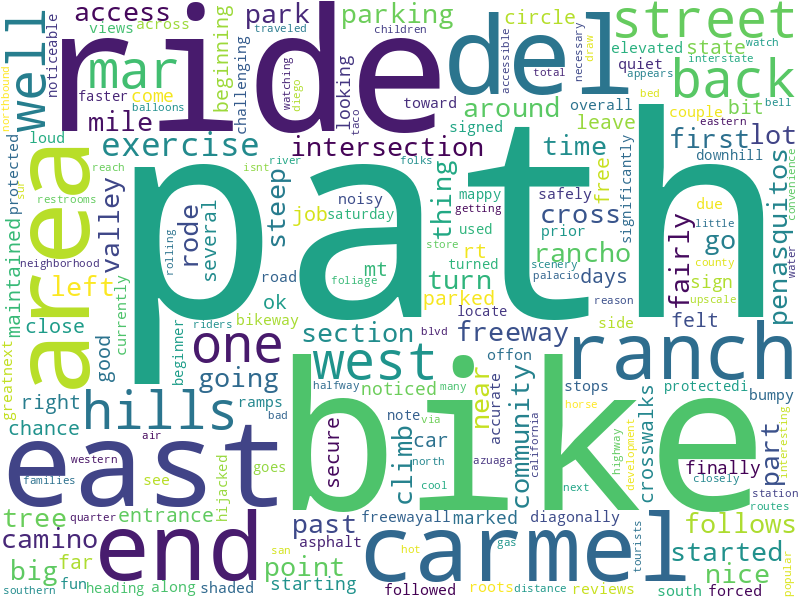 access
ride
del
street
park
parking
circle
elevated
state
watch
traveled
children
views
across
noticeable
well
mar
mile
faster
come
balloons
beginning
challenging
watching
diego
looking
taco
toward
accessible
quiet
necessary
draw
interstate
appears
total
bed
back
northbound
protected
loud
exercise
intersection
around
signed
overall
couple
bit
bell
leave
time
first
lot
downhill
eastern
reach
isnt
river
folks
noisy
saturday
mappy
getting
used
safely
cross
prior
free
significantly
penasquitos
convenience
area
path
restrooms
sur
southern
neighborhood
maintained
valley
rode
several
rolling
steep
job
thing
store
rt
turned
turn
rancho
scenery
palacio
days
go
due
little
county
sign
upscale
water
fairly
left
currently
road
mt
foliage
ok
bikeway
riders
parked
locate
blvd
freeway
reason
side
felt
close
good
beginner
one
section
west
near
offon
accurate
ranch
greatnext
right
ramps
going
halfway
noticed
many
stops
protectedi
bumpy
chance
hills
bad
note
via
car
climb
community
california
horse
crosswalks
development
highway
part
interesting
east
bike
air
secure
north
azuaga
cool
next
finally
closely
station
routes
western
families
see
goes
hijacked
tree
quarter
entrance
end
past
freewayall
marked
diagonally
gas
follows
camino
asphalt
carmel
started
big
far
shaded
point
san
hot
tourists
reviews
nice
popular
fun
heading
along
starting
followed
roots
distance
south
forced